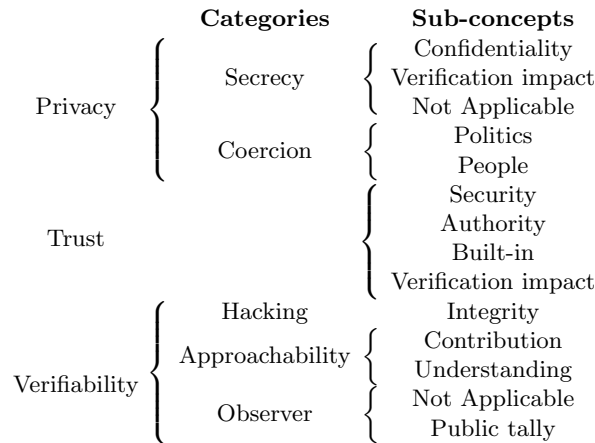 Categories Sub-concepts
Confidentiality
Secrecy Verification impact
Privacy Not Applicable
Coercion Politics
People
Security
Trust Authority
Built-in
Verification impact
Hacking Integrity
Contribution
Approachability
Understanding
Verifiability
Not Applicable
Observer
Public tally